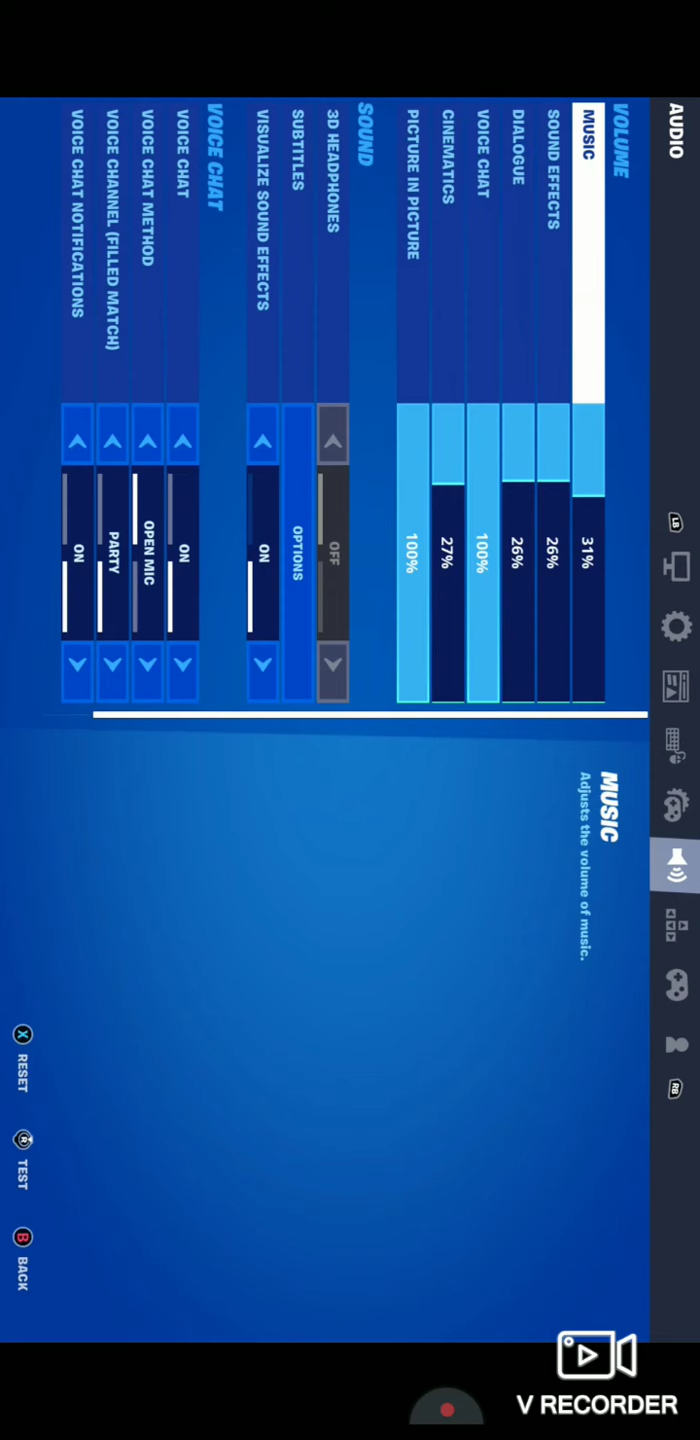 AUDIO
LB
RB
VOLUME
MUSIC 31%
SOUND EFFECTS 26%
DIALOGUE 26%
VOICE CHAT 100%
CINEMATICS 27%
PICTURE IN PICTURE 100%
SOUND
3D HEADPHONES OFF
SUBTITLES OPTIONS
VISUALIZE SOUND EFFECTS ON
VOICE CHAT
VOICE CHAT ON
VOICE CHAT METHOD OPEN MIC
VOICE CHANNEL (FILLED MATCH) PARTY
VOICE CHAT NOTIFICATIONS ON
MUSIC
Adjusts the volume of music.
X RESET
R TEST
B BACK
V RECORDER